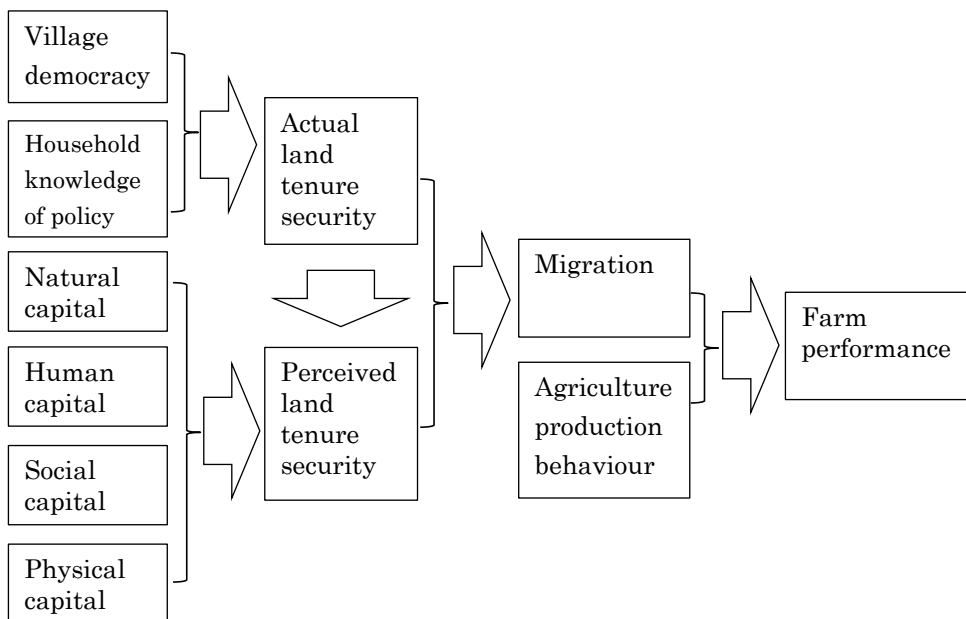 Village
democracy
Household
knowledge
of policy
Natural
capital
Human
capital
Social
capital
Physical
capital
Actual
land
tenure
security
Perceived
land
tenure
security
Migration
Agriculture
production
behaviour
Farm
performance